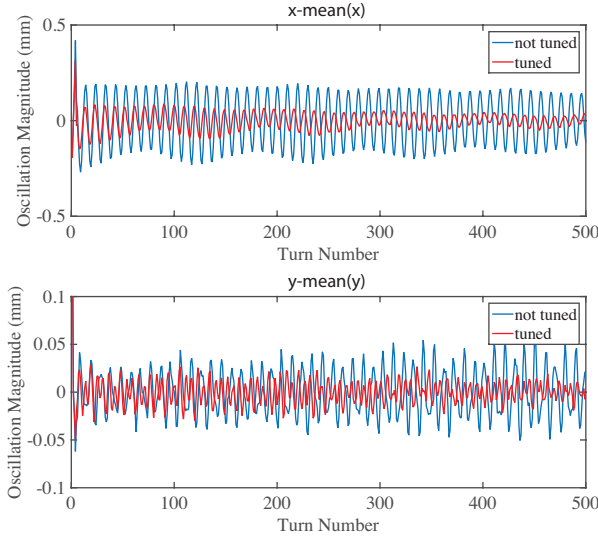 x-mean(x)
Oscillation Magnitude (mm)
0.5
0
-0.5
not tuned
tuned
0 100 200 300 400 500
Turn Number
y-mean(y)
Oscillation Magnitude (mm)
0.1
0.05
0
-0.05
-0.1
not tuned
tuned
0 100 200 300 400 500
Turn Number